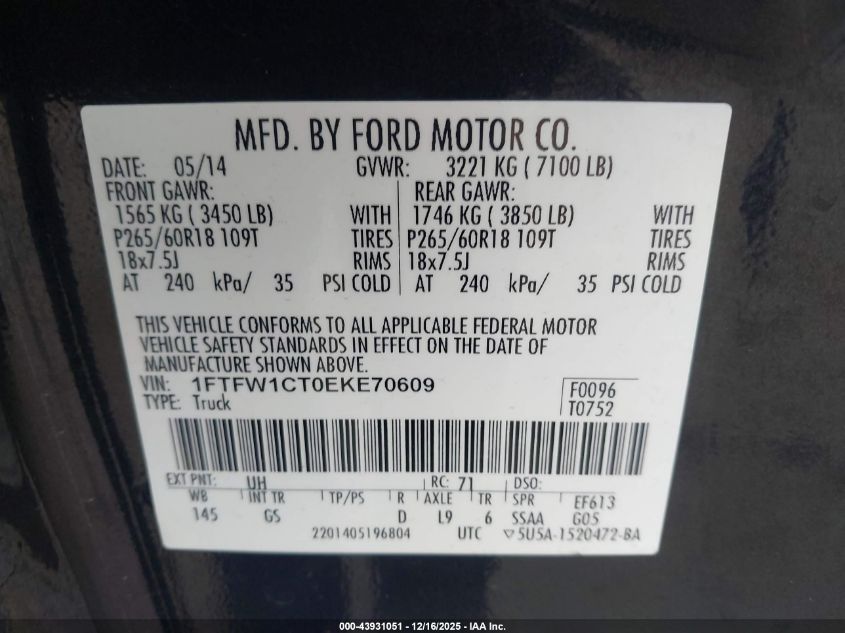 MFD. BY FORD MOTOR CO.
DATE: 05/14 GVWR: 3221 KG ( 7100 LB)
FRONT GAWR: REAR GAWR:
1565 KG ( 3450 LB) WITH 1746 KG ( 3850 LB) WITH
P265/60R18 109T TIRES P265/60R18 109T TIRES
18x7.5J RIMS 18x7.5J RIMS
AT 240 kPa/ 35 PSI COLD AT 240 kPa/ 35 PSI COLD
THIS VEHICLE CONFORMS TO ALL APPLICABLE FEDERAL MOTOR
VEHICLE SAFETY STANDARDS IN EFFECT ON THE DATE OF
MANUFACTURE SHOWN ABOVE.
VIN: 1FTFW1CT0EKE70609 F0096
TYPE: Truck T0752
EXT PNT: UH RC: 71 DSO:
WB INT TR TP/PS R AXLE TR SPR EF613
145 GS D L9 6 SSAA G05
2201405196804 UTC ▽5U5A-1520472-BA
000-43931051 - 12/16/2025 - IAA Inc.